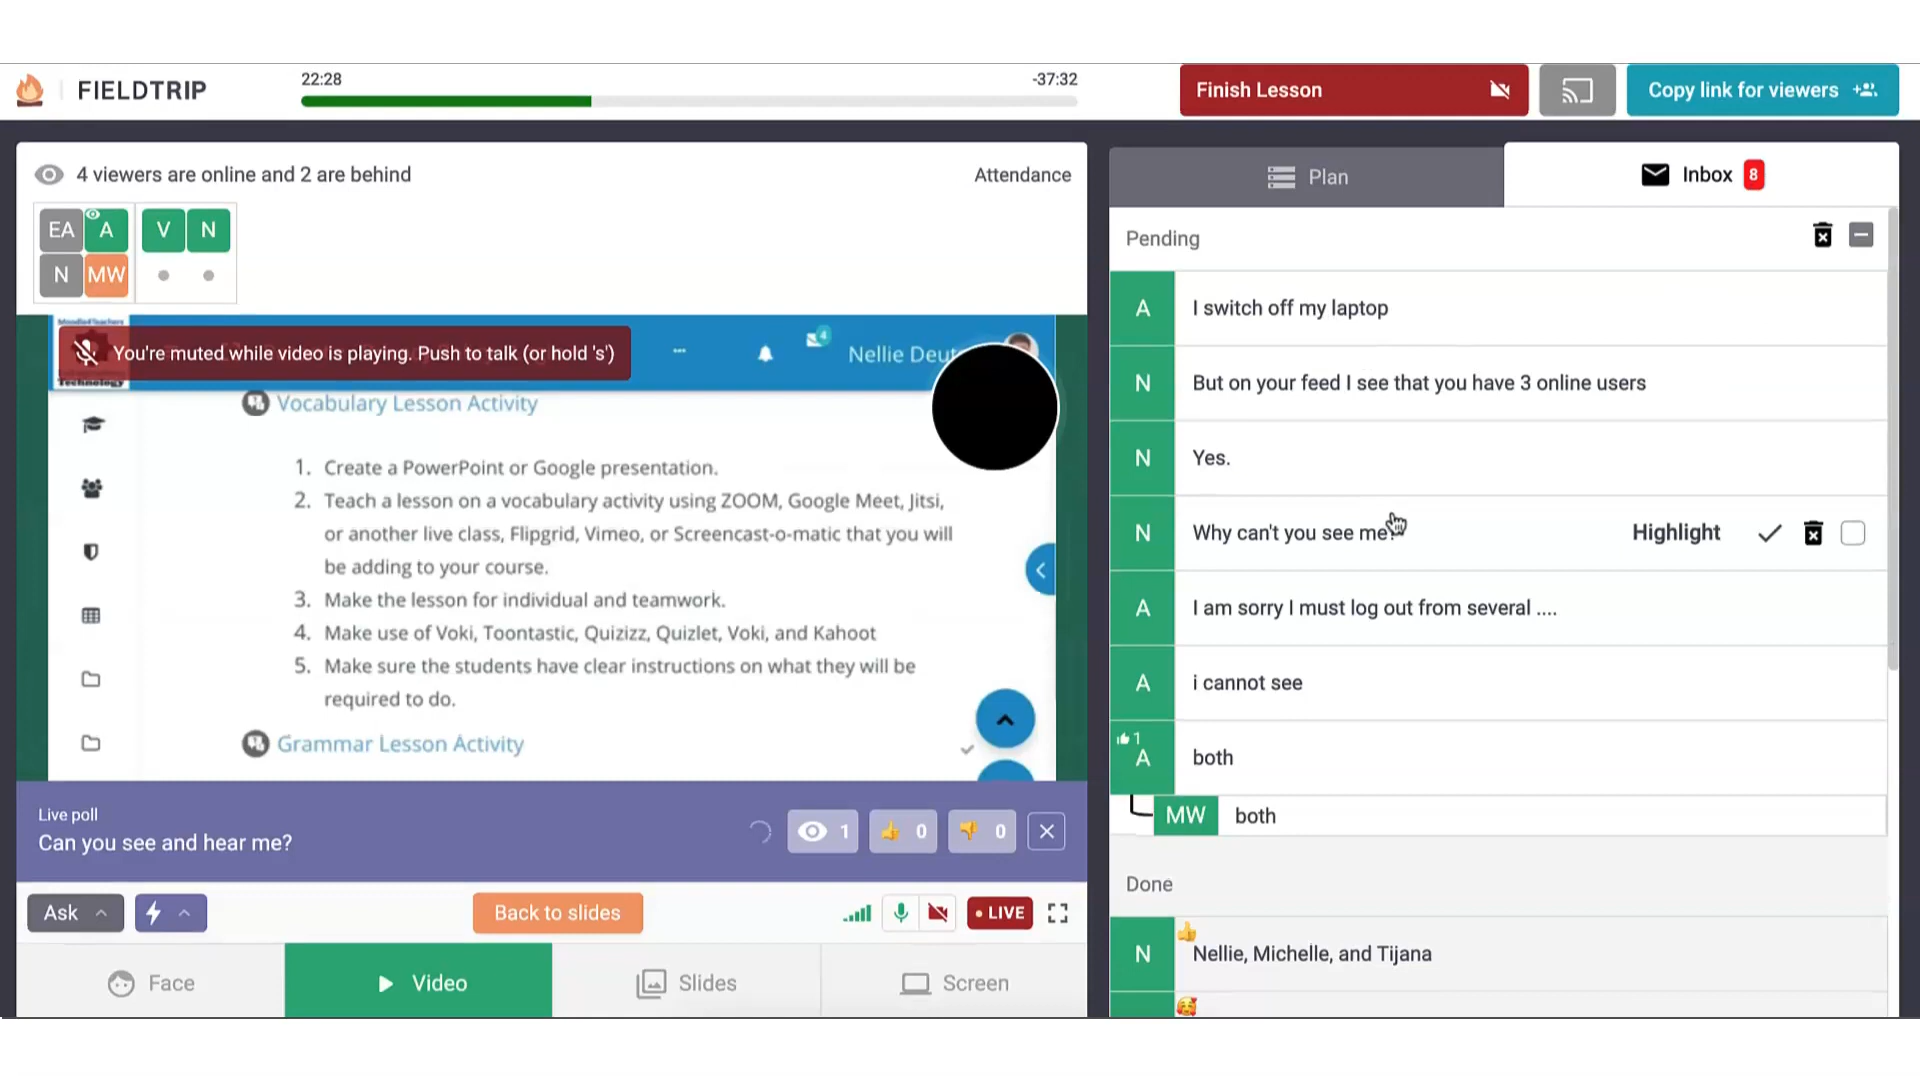 FIELDTRIP
22:28
-37:32
Finish Lesson
Copy link for viewers
4 viewers are online and 2 are behind
Attendance
EA A V N
N MW
You're muted while video is playing. Push to talk (or hold 's')
Technology
4
Nellie Deut
Vocabulary Lesson Activity
1. Create a PowerPoint or Google presentation.
2. Teach a lesson on a vocabulary activity using ZOOM, Google Meet, Jitsi,
or another live class, Flipgrid, Vimeo, or Screencast-o-matic that you will
be adding to your course.
3. Make the lesson for individual and teamwork.
4. Make use of Voki, Toontastic, Quizizz, Quizlet, Voki, and Kahoot
5. Make sure the students have clear instructions on what they will be
required to do.
Grammar Lesson Activity
Live poll
Can you see and hear me?
1
0
0
Ask
Back to slides
LIVE
Face
Video
Slides
Screen
Plan
Inbox 8
Pending
A I switch off my laptop
N But on your feed I see that you have 3 online users
N Yes.
N Why can't you see me? Highlight
A I am sorry I must log out from several ....
A i cannot see
1
A both
MW both
Done
N Nellie, Michelle, and Tijana